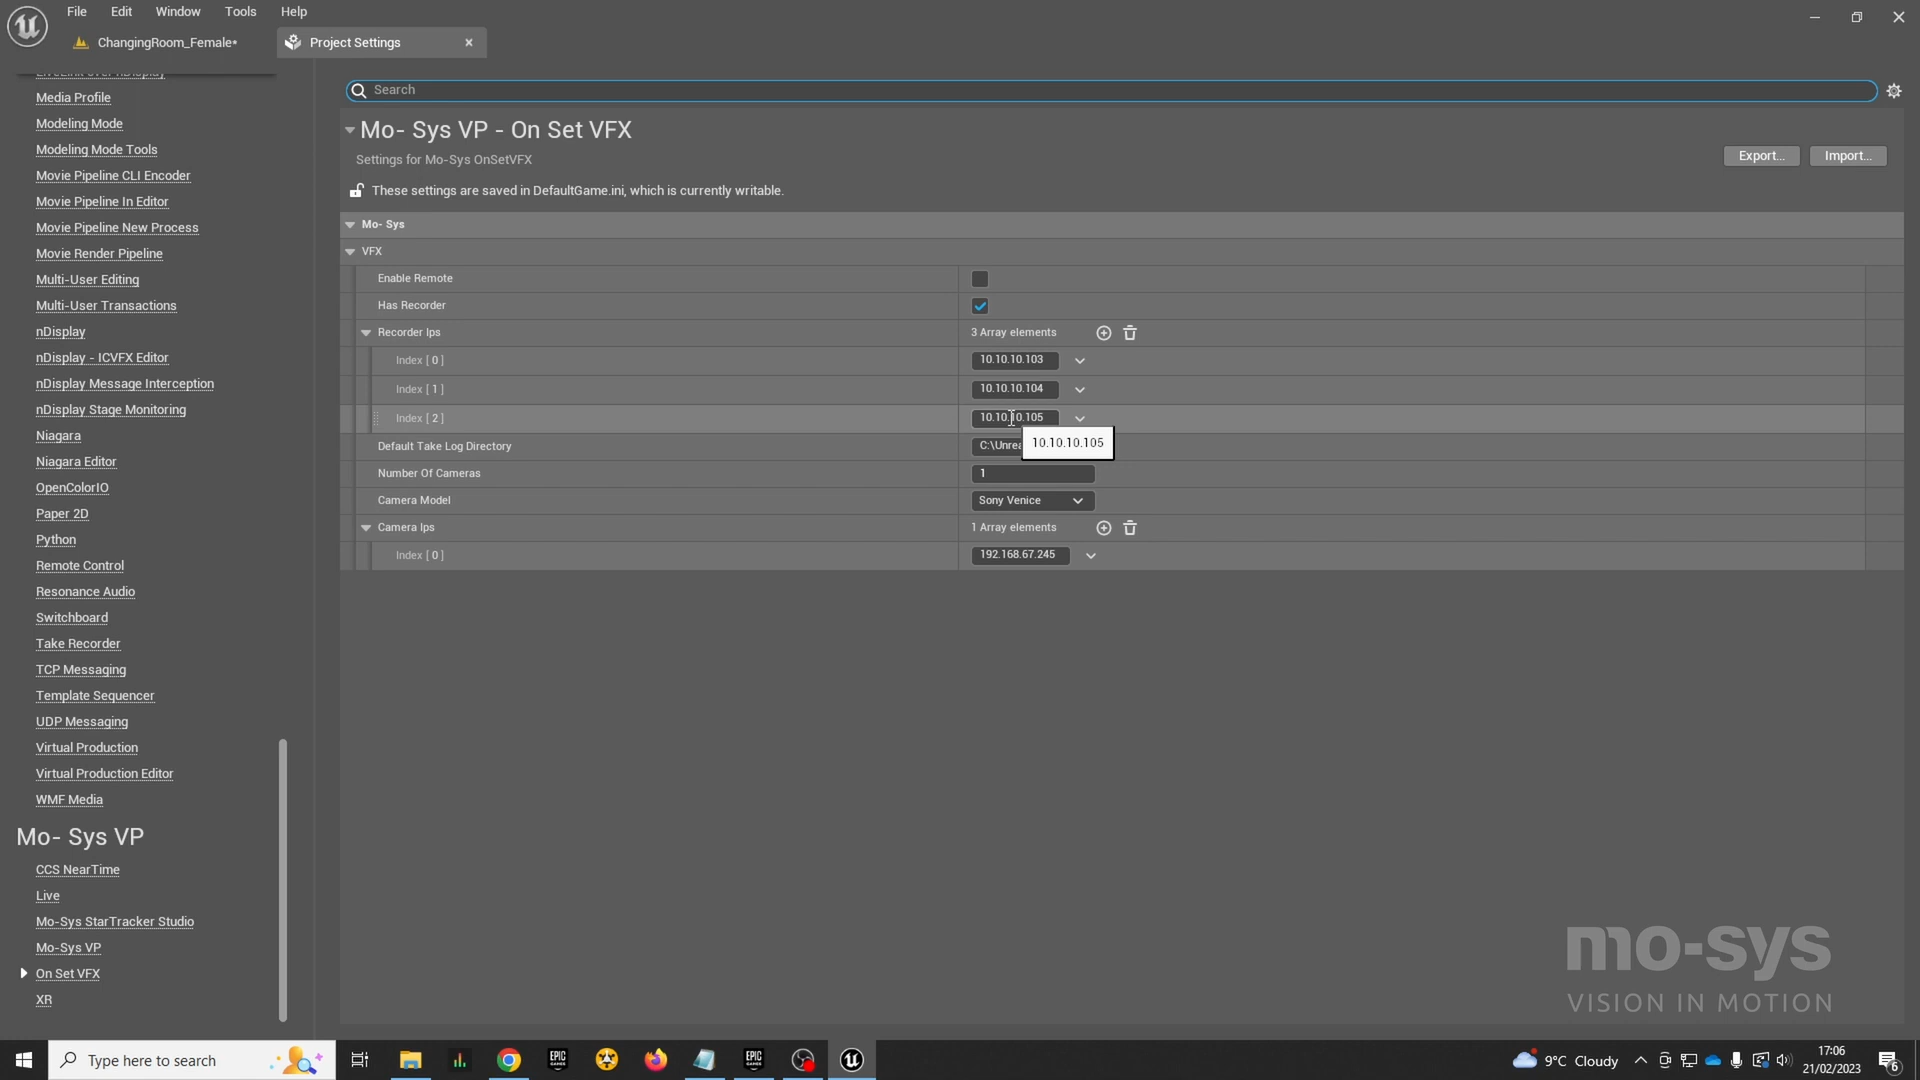 File Edit Window Tools Help
ChangingRoom_Female*
Project Settings
LiveLink Over nDisplay
Media Profile
Modeling Mode
Modeling Mode Tools
Movie Pipeline CLI Encoder
Movie Pipeline In Editor
Movie Pipeline New Process
Movie Render Pipeline
Multi-User Editing
Multi-User Transactions
nDisplay
nDisplay - ICVFX Editor
nDisplay Message Interception
nDisplay Stage Monitoring
Niagara
Niagara Editor
OpenColorIO
Paper 2D
Python
Remote Control
Resonance Audio
Switchboard
Take Recorder
TCP Messaging
Template Sequencer
UDP Messaging
Virtual Production
Virtual Production Editor
WMF Media
Mo- Sys VP
CCS NearTime
Live
Mo-Sys StarTracker Studio
Mo-Sys VP
On Set VFX
XR
Search
Mo- Sys VP - On Set VFX
Settings for Mo-Sys OnSetVFX
Export... Import...
These settings are saved in DefaultGame.ini, which is currently writable.
Mo- Sys
VFX
Enable Remote
Has Recorder
Recorder Ips 3 Array elements
Index [ 0 ] 10.10.10.103
Index [ 1 ] 10.10.10.104
Index [ 2 ] 10.10.10.105
10.10.10.105
Default Take Log Directory
Number Of Cameras 1
Camera Model Sony Venice
Camera Ips 1 Array elements
Index [ 0 ] 192.168.67.245
mo-sys
VISION IN MOTION
Type here to search
EPIC GAMES
EPIC GAMES
9°C Cloudy
17:06
21/02/2023
6